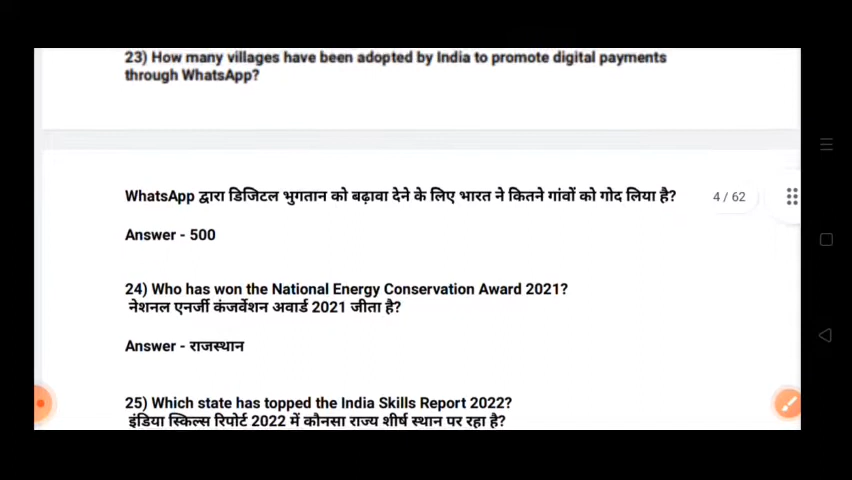 23) How many villages have been adopted by India to promote digital payments
through WhatsApp?
WhatsApp द्वारा डिजिटल भुगतान को बढ़ावा देने के लिए भारत ने कितने गांवों को गोद लिया है?
4 / 62
Answer - 500
24) Who has won the National Energy Conservation Award 2021?
नेशनल एनर्जी कंजर्वेशन अवार्ड 2021 जीता है?
Answer - राजस्थान
25) Which state has topped the India Skills Report 2022?
इंडिया स्किल्स रिपोर्ट 2022 में कौनसा राज्य शीर्ष स्थान पर रहा है?